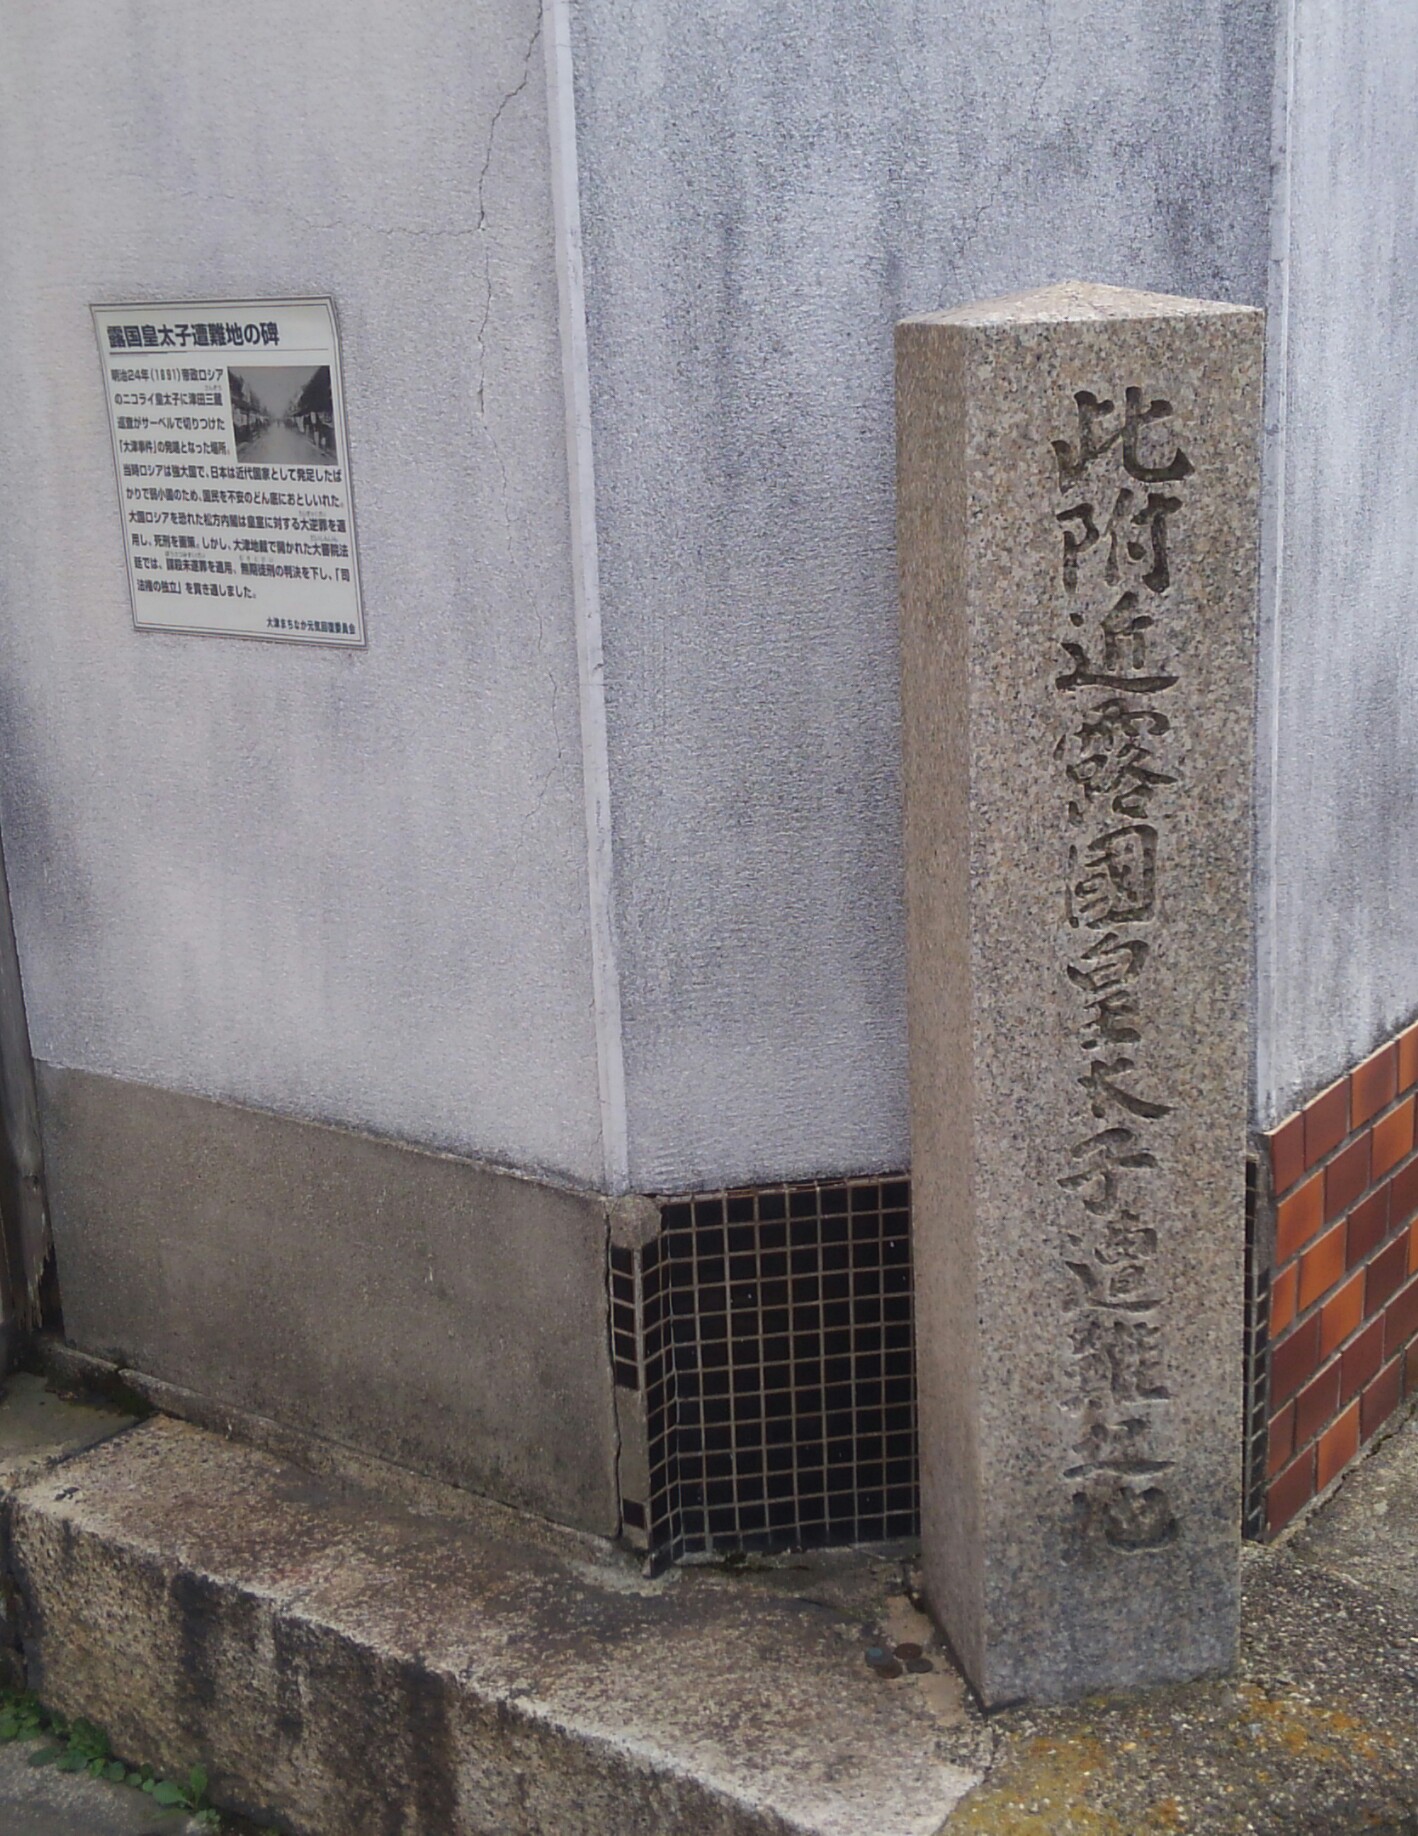 露国皇太子遭難地の碑
明治24年(1891)帝政ロシア
のニコライ皇太子に津田三蔵
巡査がサーベルで切りつけた
「大津事件」の発端となった場所。
当時ロシアは強大国で、日本は近代国家として発足したば
かりで弱小国のため、国民を不安のどん底におとしいれた。
大国ロシアを恐れた松方内閣は皇室に対する大逆罪を適
用し、死刑を画策。しかし、大津地裁で開かれた大審院法
廷では、謀殺未遂罪を適用、無期徒刑の判決を下し、「司
法権の独立」を貫き通しました。
大津まちなか元気回復委員会
此附近露國皇太子遭難之地